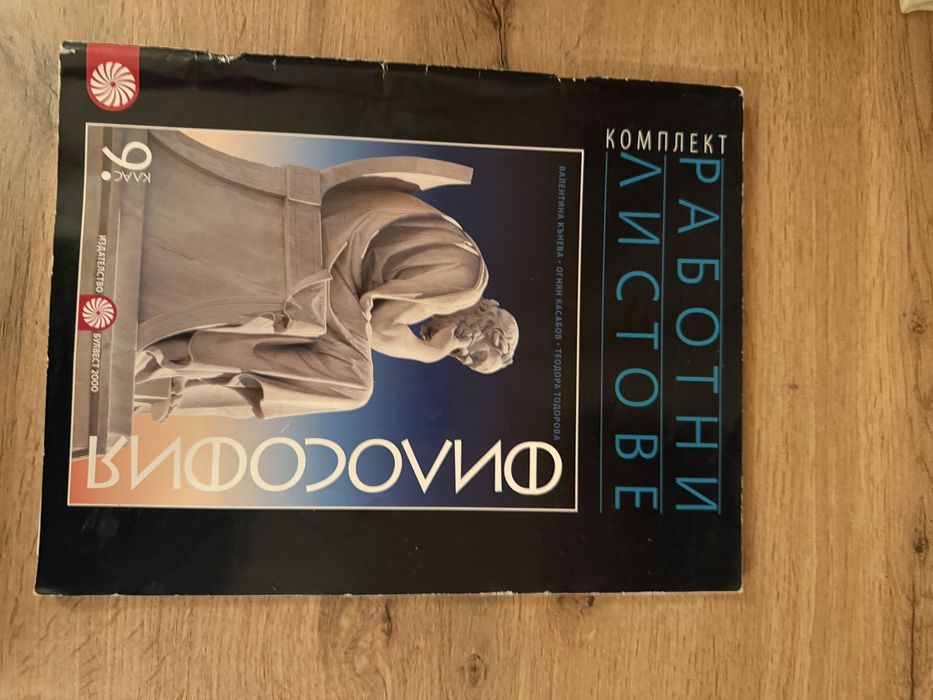 КОМПЛЕКТ
РАБОТНИ
ЛИСТОВЕ
ВАЛЕНТИНА КЪНЕВА • ОГНЯН КАСАБОВ • ТЕОДОРА ТОДОРОВА
ФИЛОСОФИЯ
9. КЛАС
ИЗДАТЕЛСТВО БУЛВЕСТ 2000